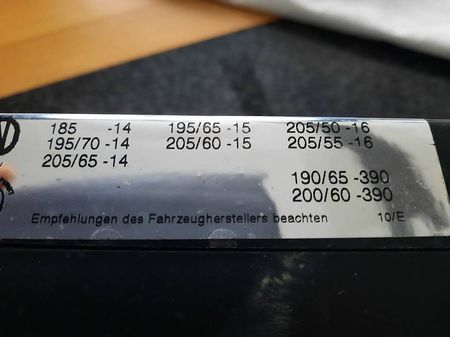 185 -14 195/65 -15 205/50 -16
195/70 -14 205/60 -15 205/55 -16
205/65 -14
190/65 -390
200/60 -390
Empfehlungen des Fahrzeugherstellers beachten 10/E